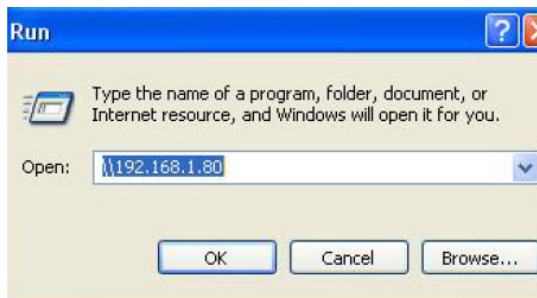 Run
Type the name of a program, folder, document, or
Internet resource, and Windows will open it for you.
Open: \\192.168.1.80
OK Cancel Browse...